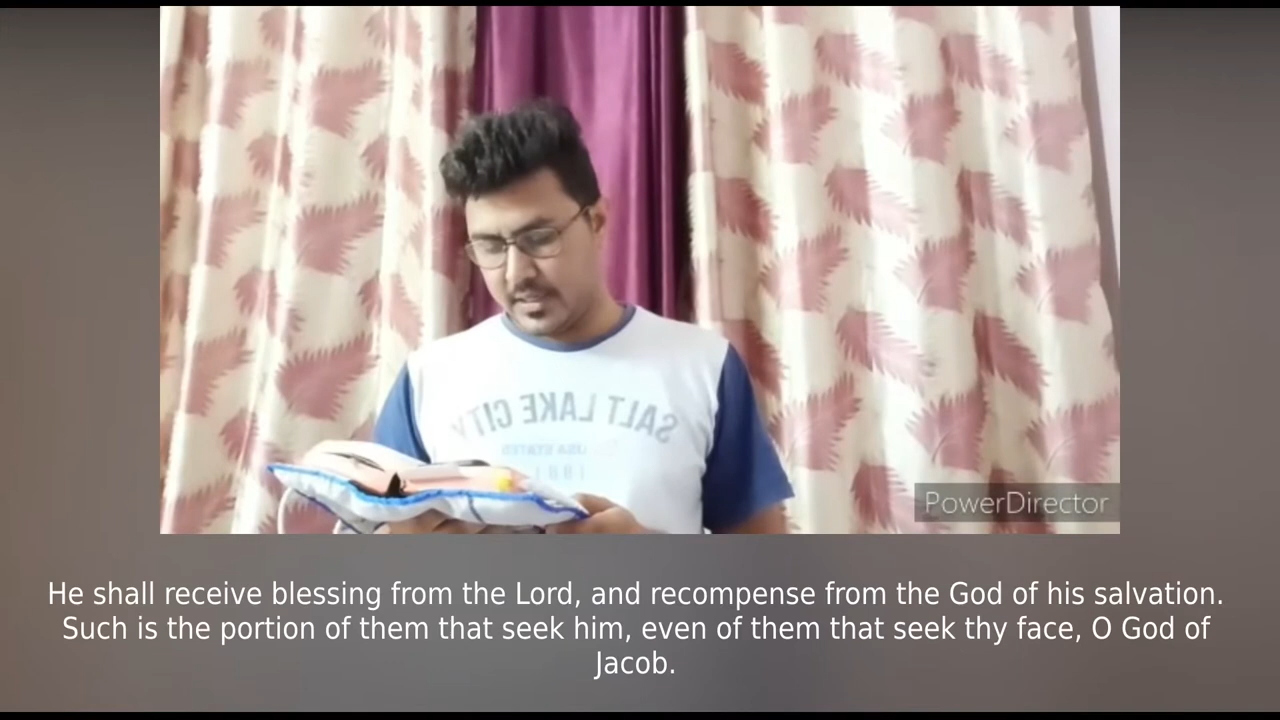 SALT LAKE CITY
PowerDirector
He shall receive blessing from the Lord, and recompense from the God of his salvation.
Such is the portion of them that seek him, even of them that seek thy face, O God of
Jacob.